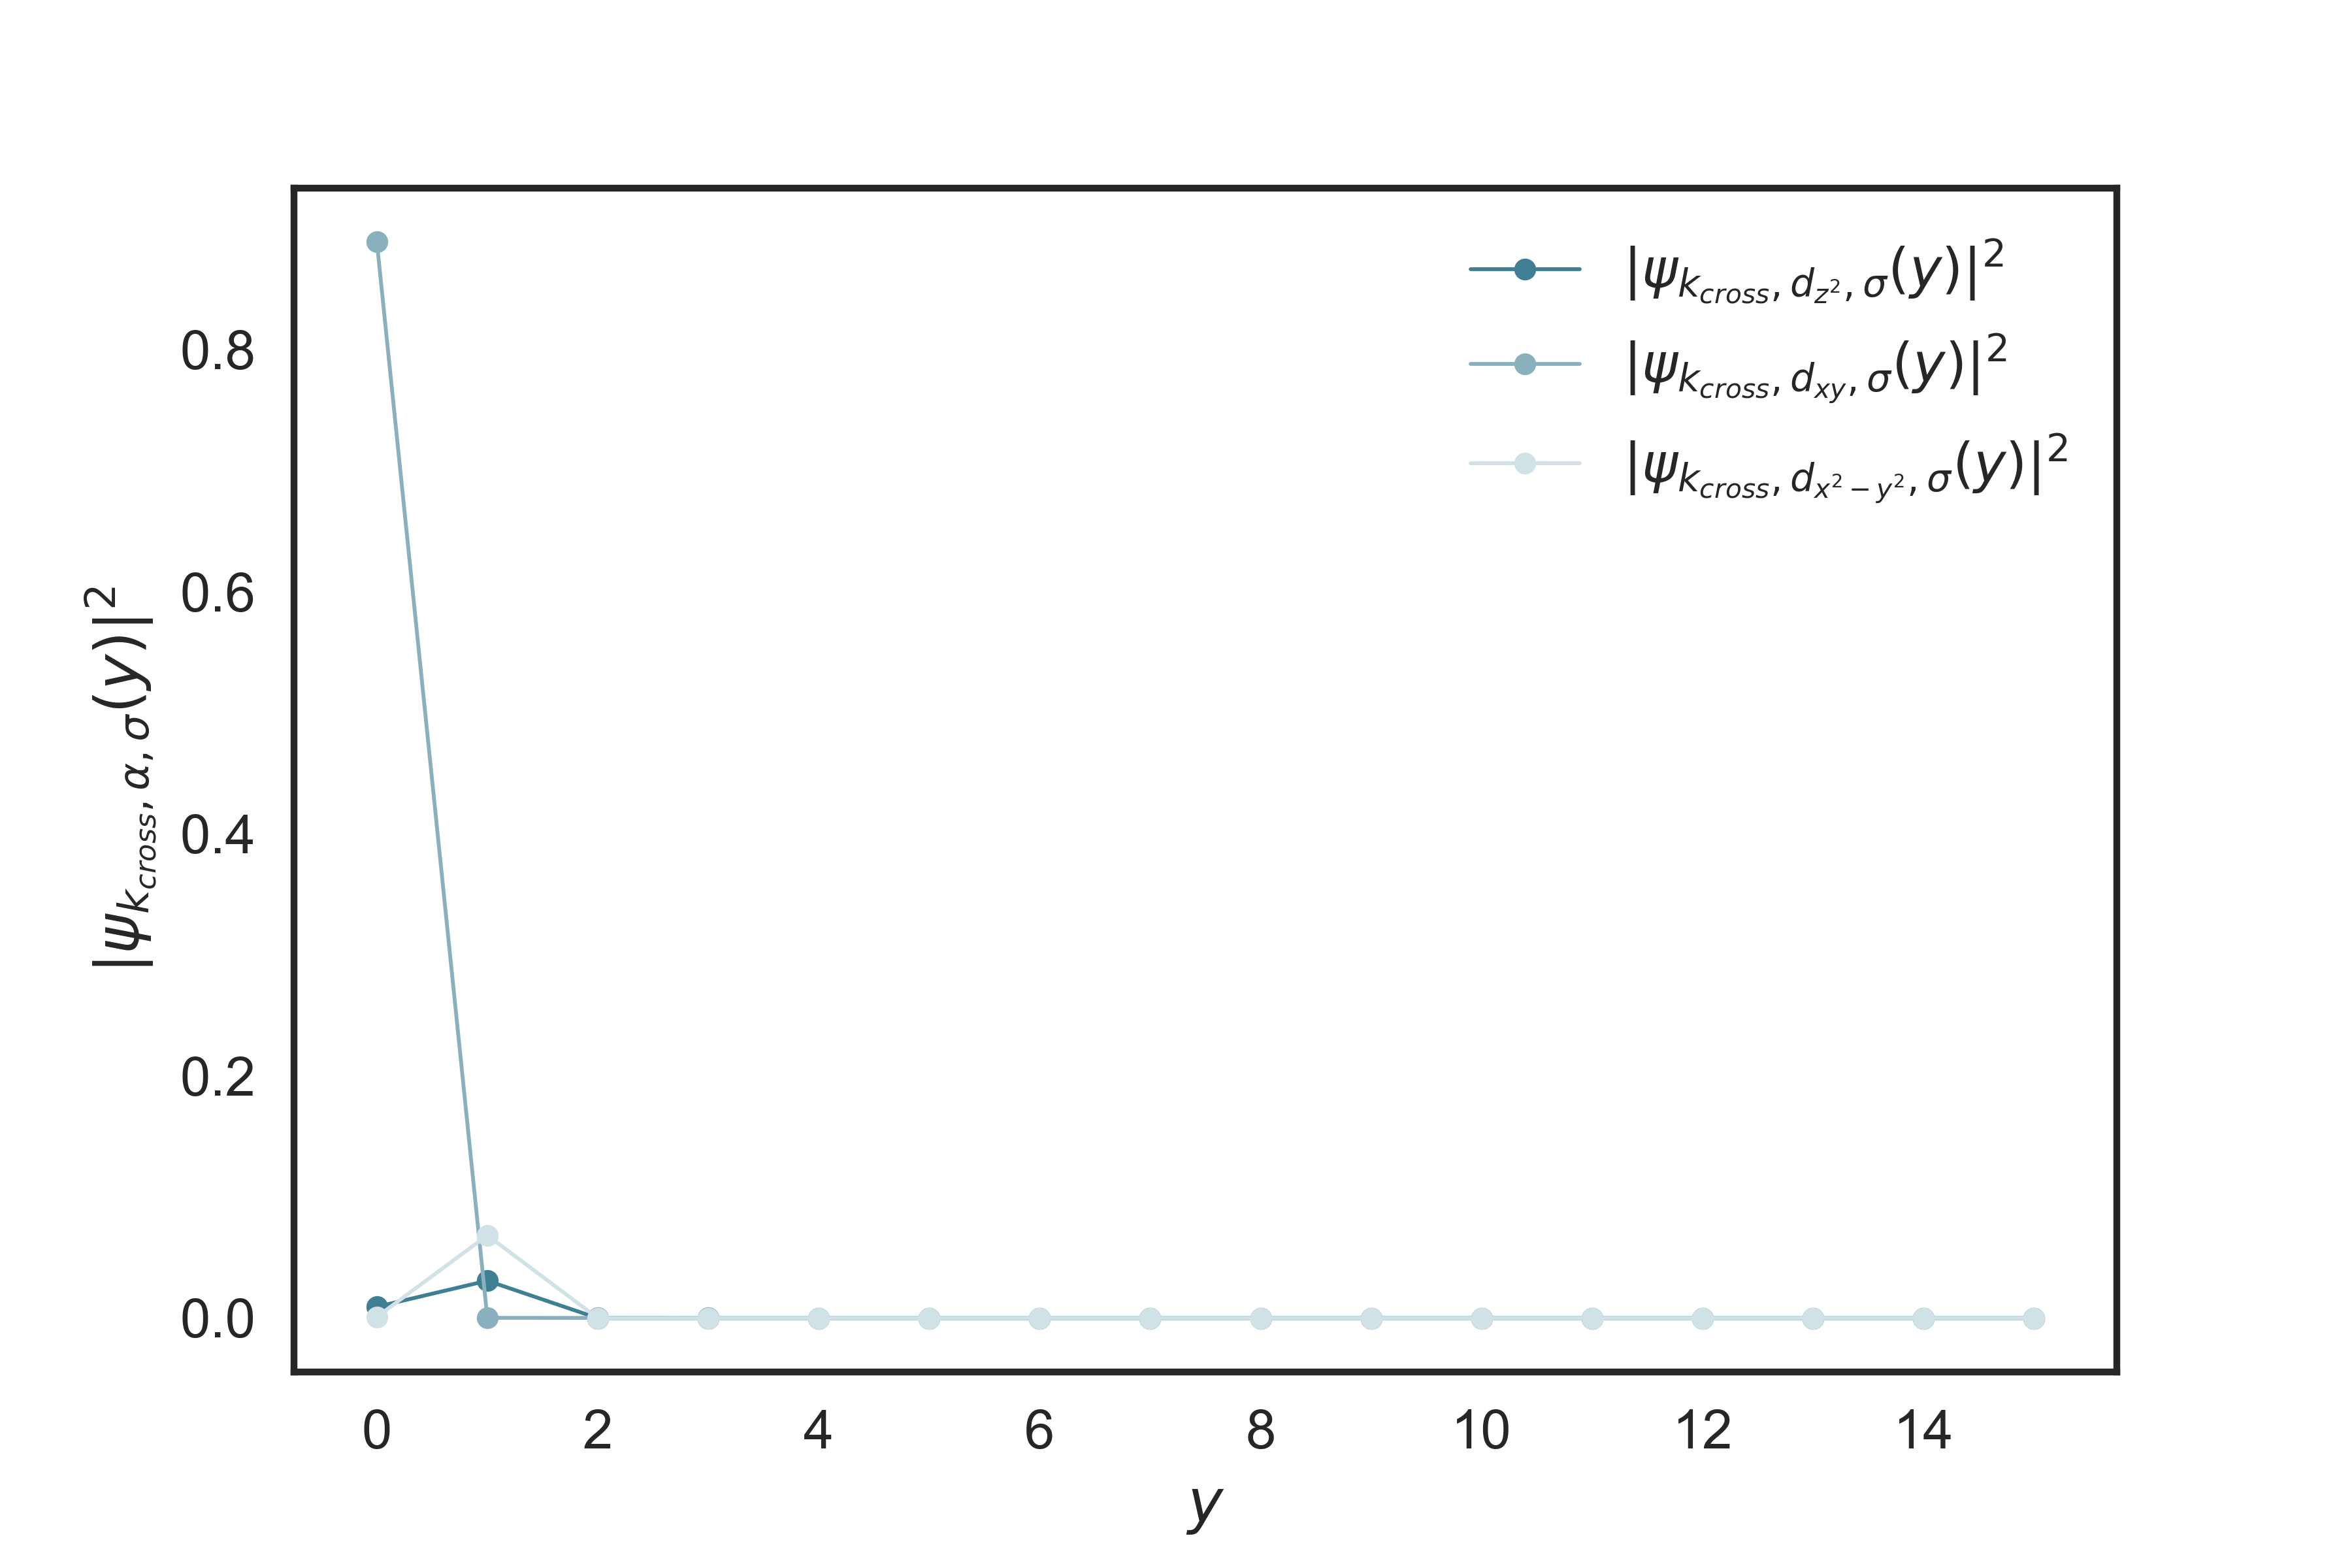 |ψ_{k_{cross}, d_{z^2}, σ}(y)|^2
|ψ_{k_{cross}, d_{xy}, σ}(y)|^2
|ψ_{k_{cross}, d_{x^2−y^2}, σ}(y)|^2
|ψ_{k_{cross}, α, σ}(y)|^2
0.8
0.6
0.4
0.2
0.0
0 2 4 6 8 10 12 14
y